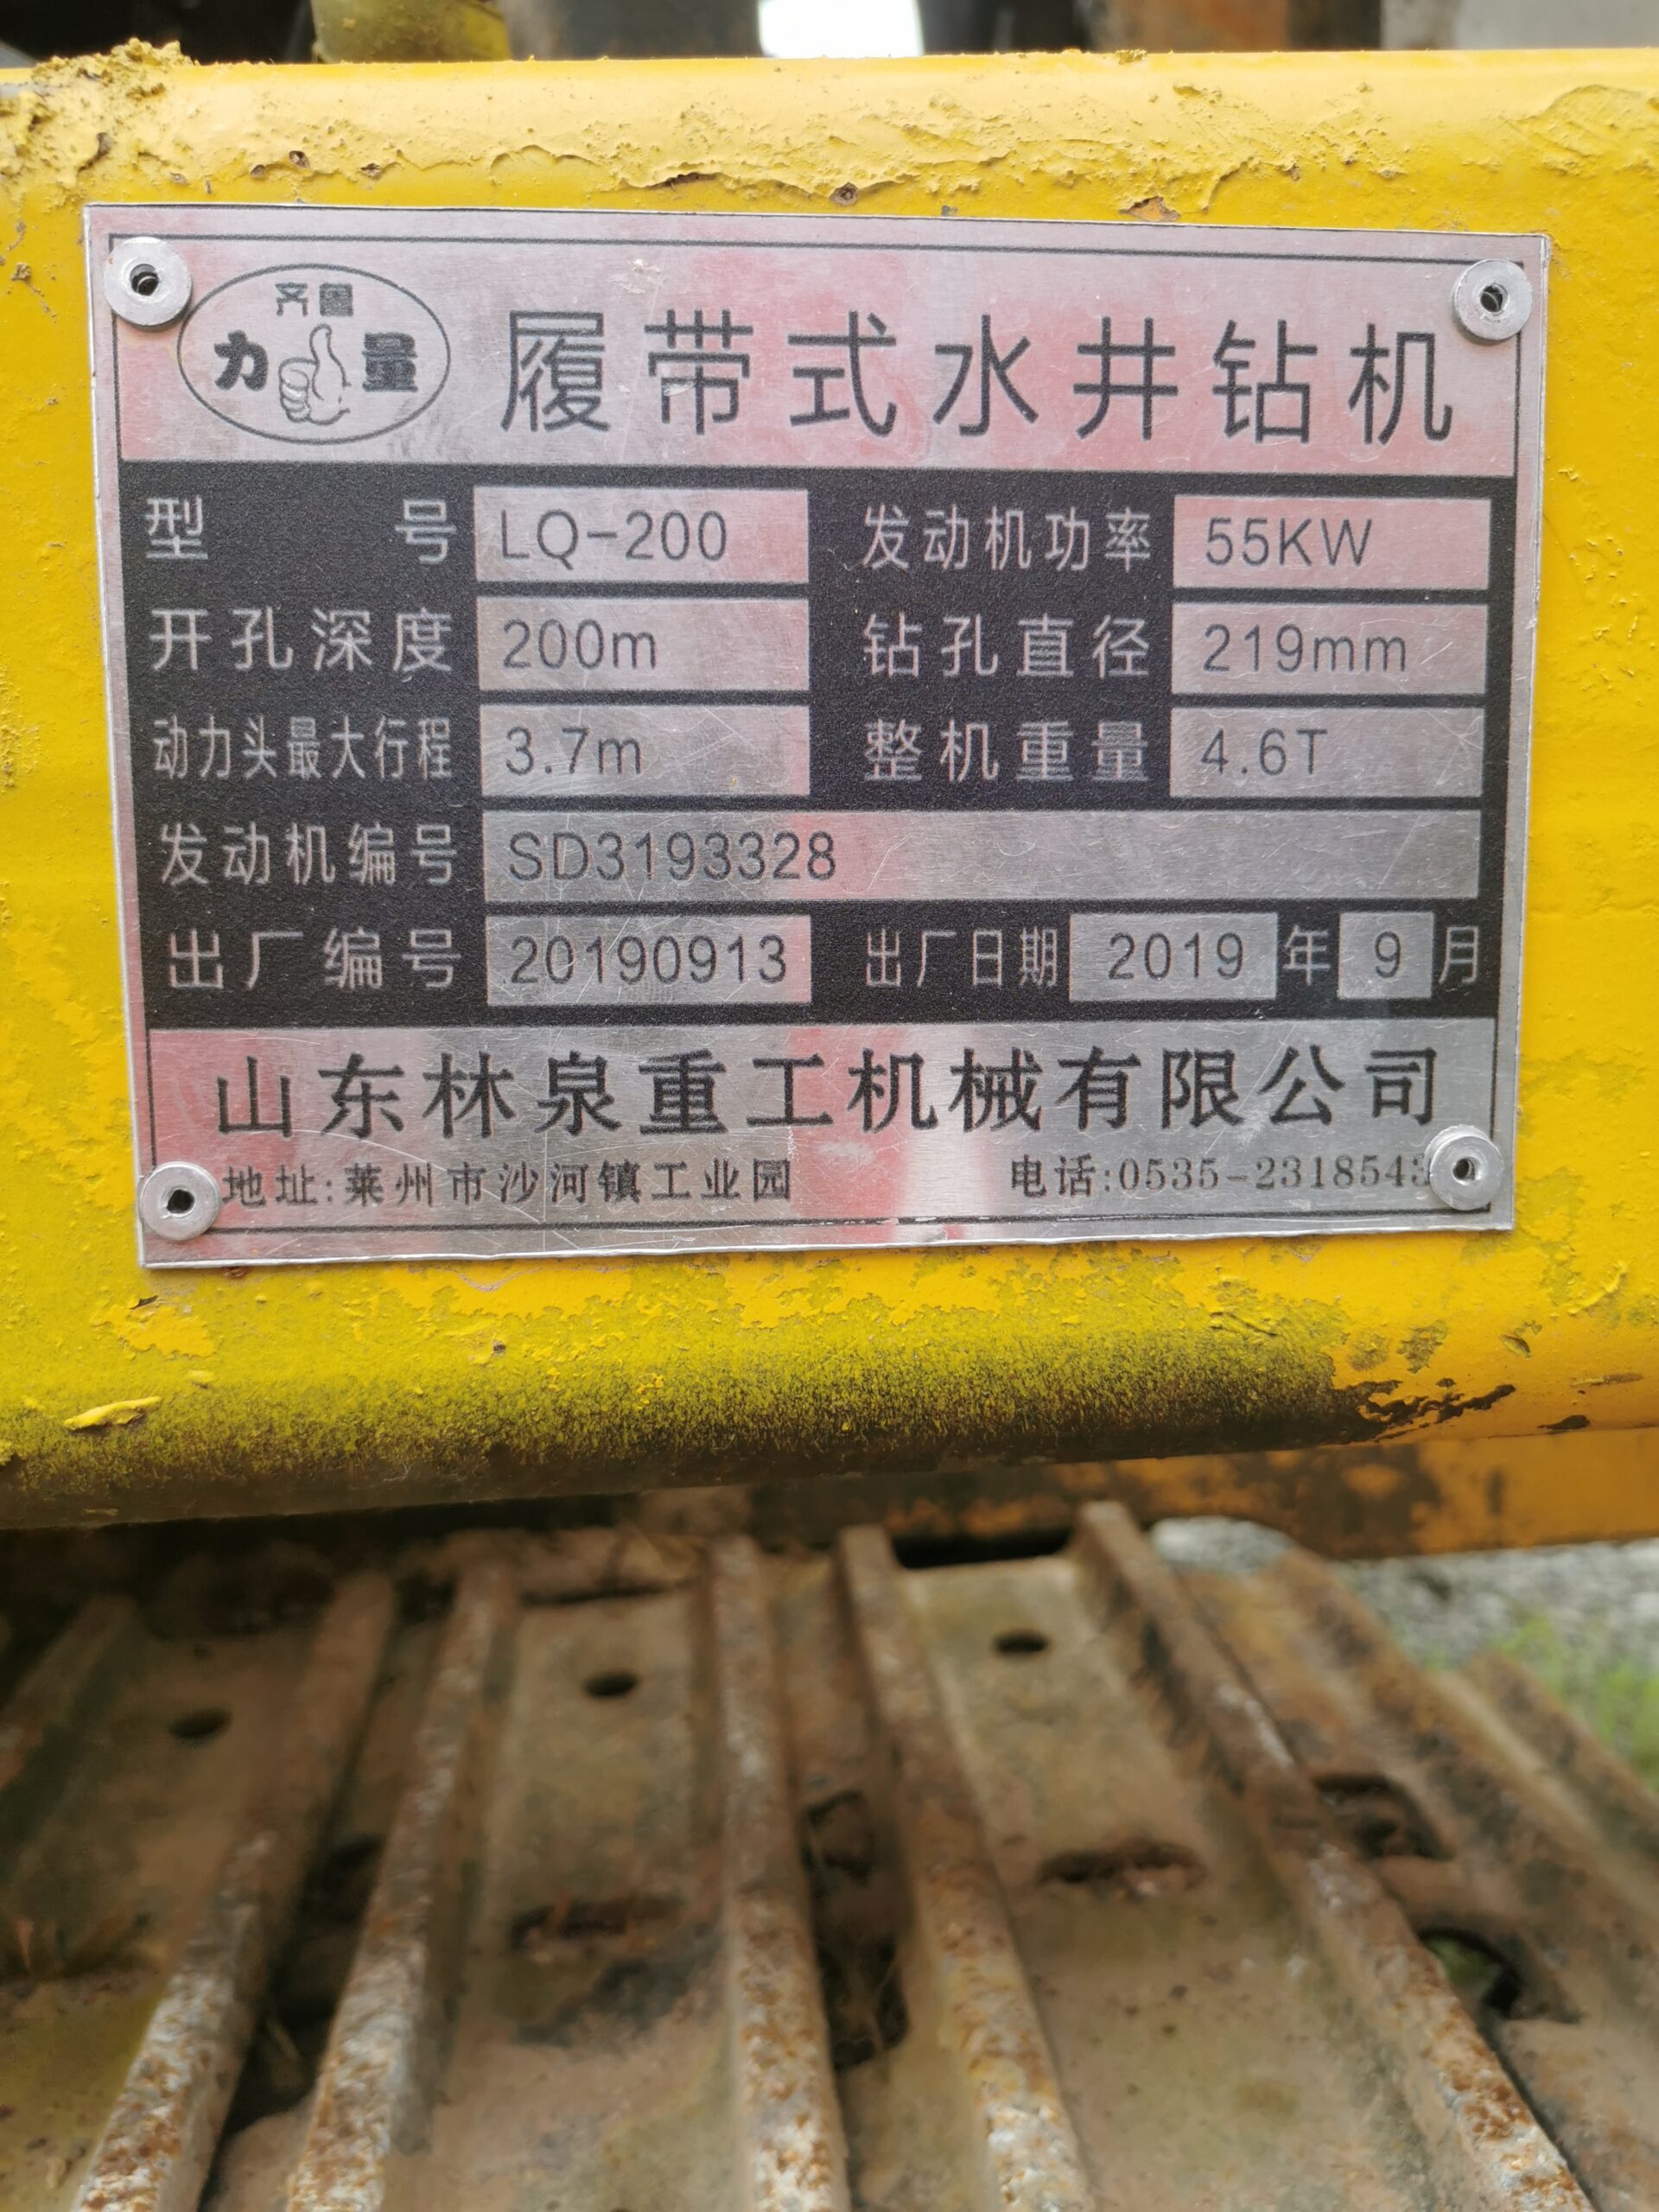 齐鲁
力量
履带式水井钻机
型号 LQ-200 发动机功率 55KW
开孔深度 200m 钻孔直径 219mm
动力头最大行程 3.7m 整机重量 4.6T
发动机编号 SD3193328
出厂编号 20190913 出厂日期 2019 年 9 月
山东林泉重工机械有限公司
地址:莱州市沙河镇工业园 电话:0535-2318543